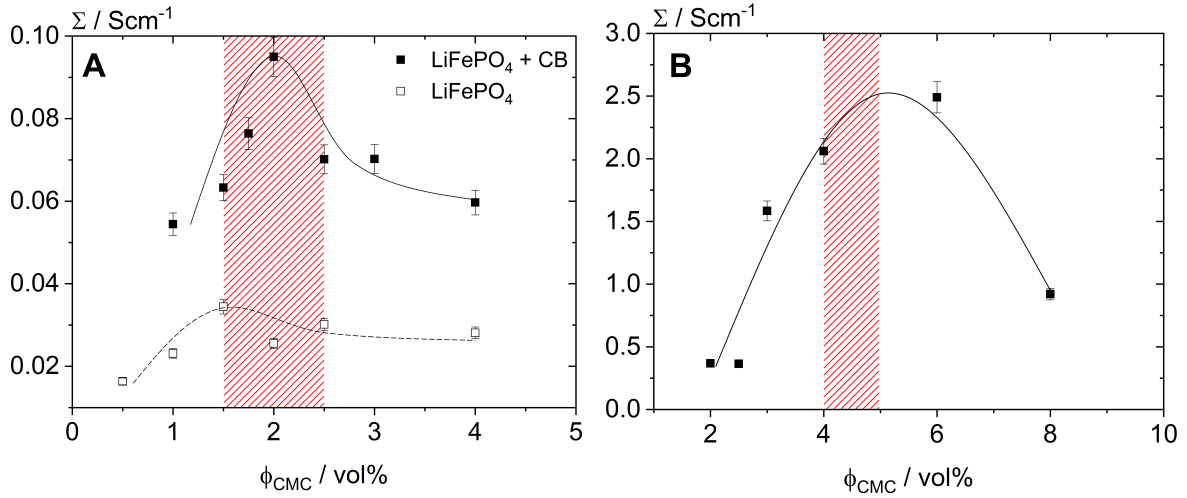 Σ / Scm⁻¹
A
LiFePO₄ + CB
LiFePO₄
0.10
0.08
0.06
0.04
0.02
0 1 2 3 4 5
ϕCMC / vol%
Σ / Scm⁻¹
B
3.0
2.5
2.0
1.5
1.0
0.5
0.0
2 4 6 8 10
ϕCMC / vol%